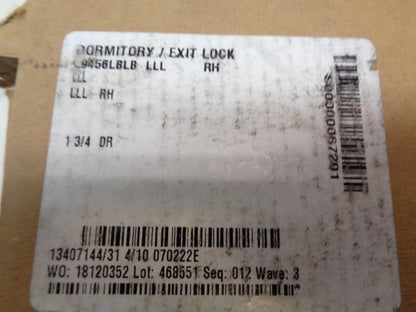 DORMITORY / EXIT LOCK
L9456L6LB LLL RH
LLL
LLL RH
1 3/4 DR
13407144/31 4/10 070222E
WO: 18120352 Lot: 468551 Seq: 012 Wave: 3